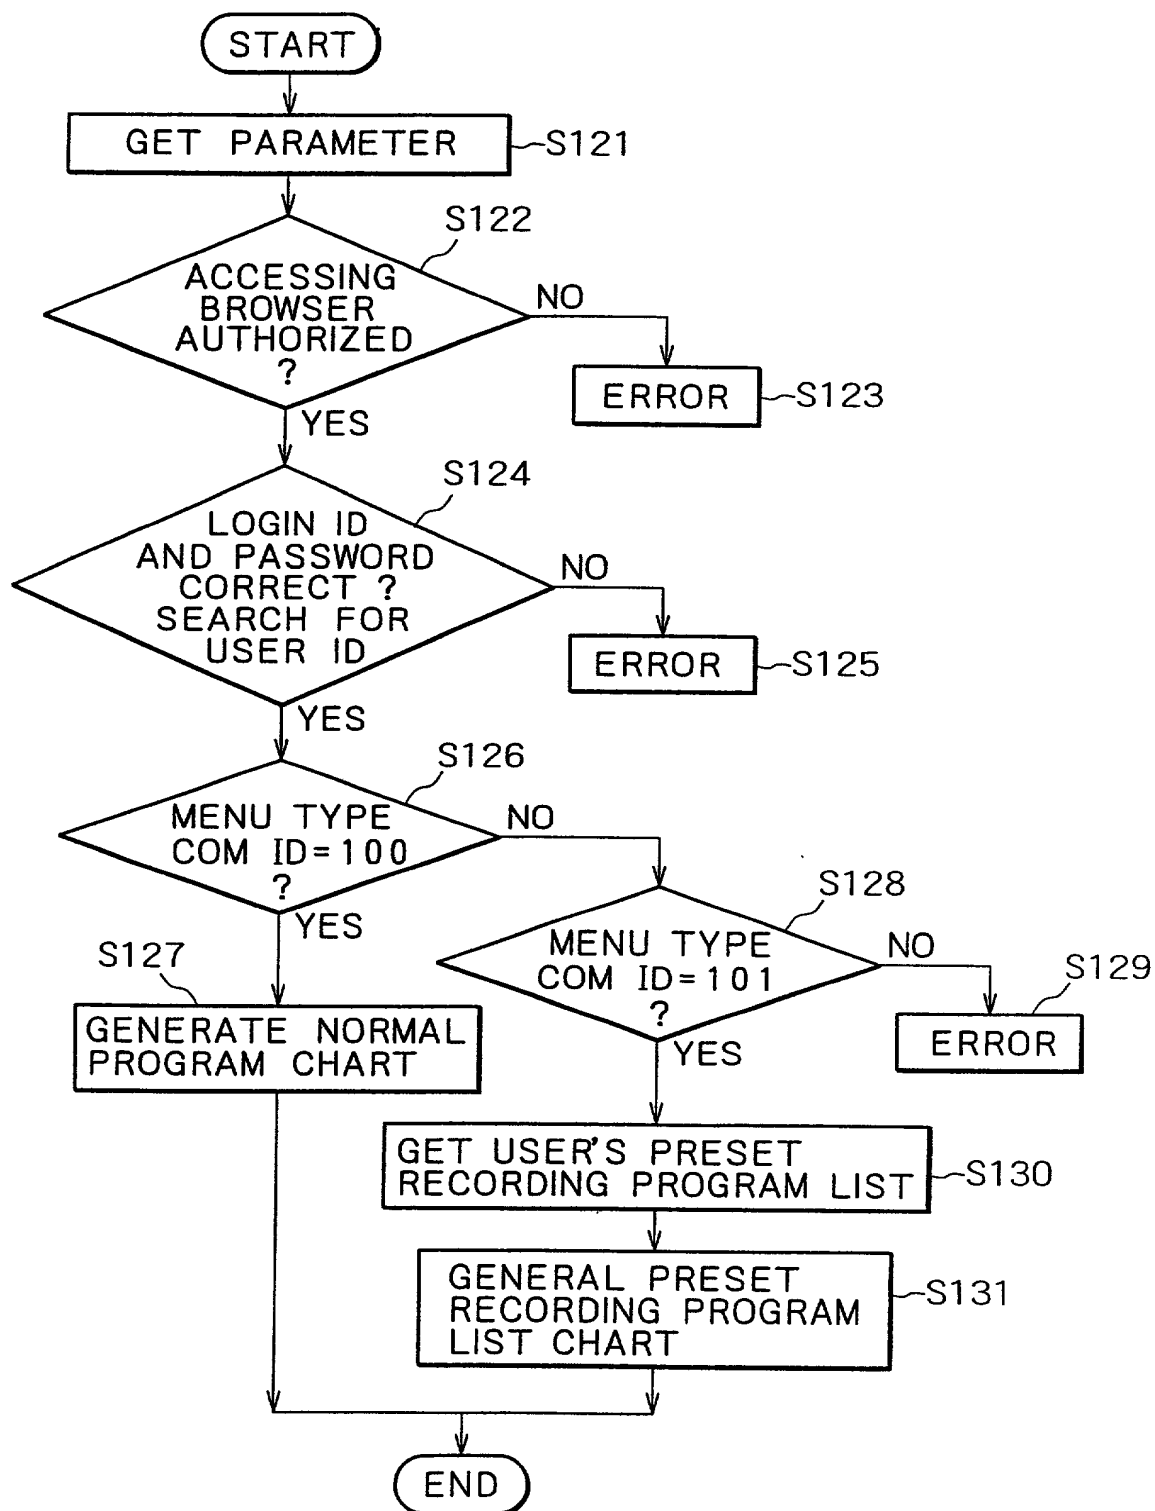 START
GET PARAMETER
S121
S122
ACCESSING
BROWSER
AUTHORIZED
?
NO
ERROR
S123
YES
S124
LOGIN ID
AND PASSWORD
CORRECT ?
SEARCH FOR
USER ID
NO
ERROR
S125
YES
S126
MENU TYPE
COM ID=100
?
NO
YES
S127
GENERATE NORMAL
PROGRAM CHART
S128
MENU TYPE
COM ID=101
?
NO
S129
ERROR
YES
GET USER'S PRESET
RECORDING PROGRAM LIST
S130
GENERAL PRESET
RECORDING PROGRAM
LIST CHART
S131
END